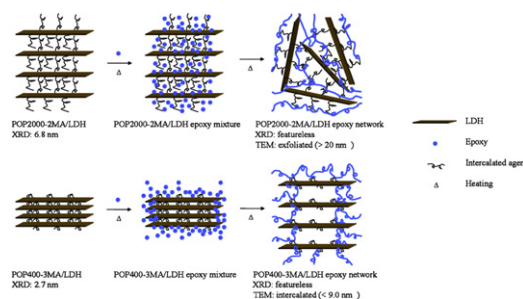 POP2000-2MA/LDH
XRD: 6.8 nm
Δ
POP2000-2MA/LDH epoxy mixture
Δ
POP2000-2MA/LDH epoxy network
XRD: featureless
TEM: exfoliated (> 20 nm )
LDH
Epoxy
Intercalated agent
Δ Heating
POP400-3MA/LDH
XRD: 2.7 nm
Δ
POP400-3MA/LDH epoxy mixture
Δ
POP400-3MA/LDH epoxy network
XRD: featureless
TEM: intercalated (< 9.0 nm )